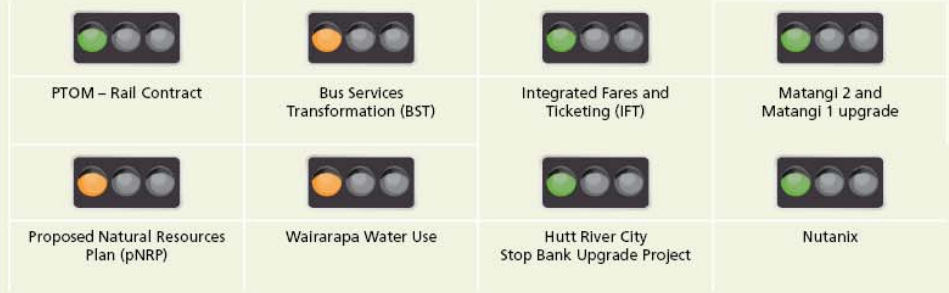 PTOM – Rail Contract
Bus Services
Transformation (BST)
Integrated Fares and
Ticketing (IFT)
Matangi 2 and
Matangi 1 upgrade
Proposed Natural Resources
Plan (pNRP)
Wairarapa Water Use
Hutt River City
Stop Bank Upgrade Project
Nutanix